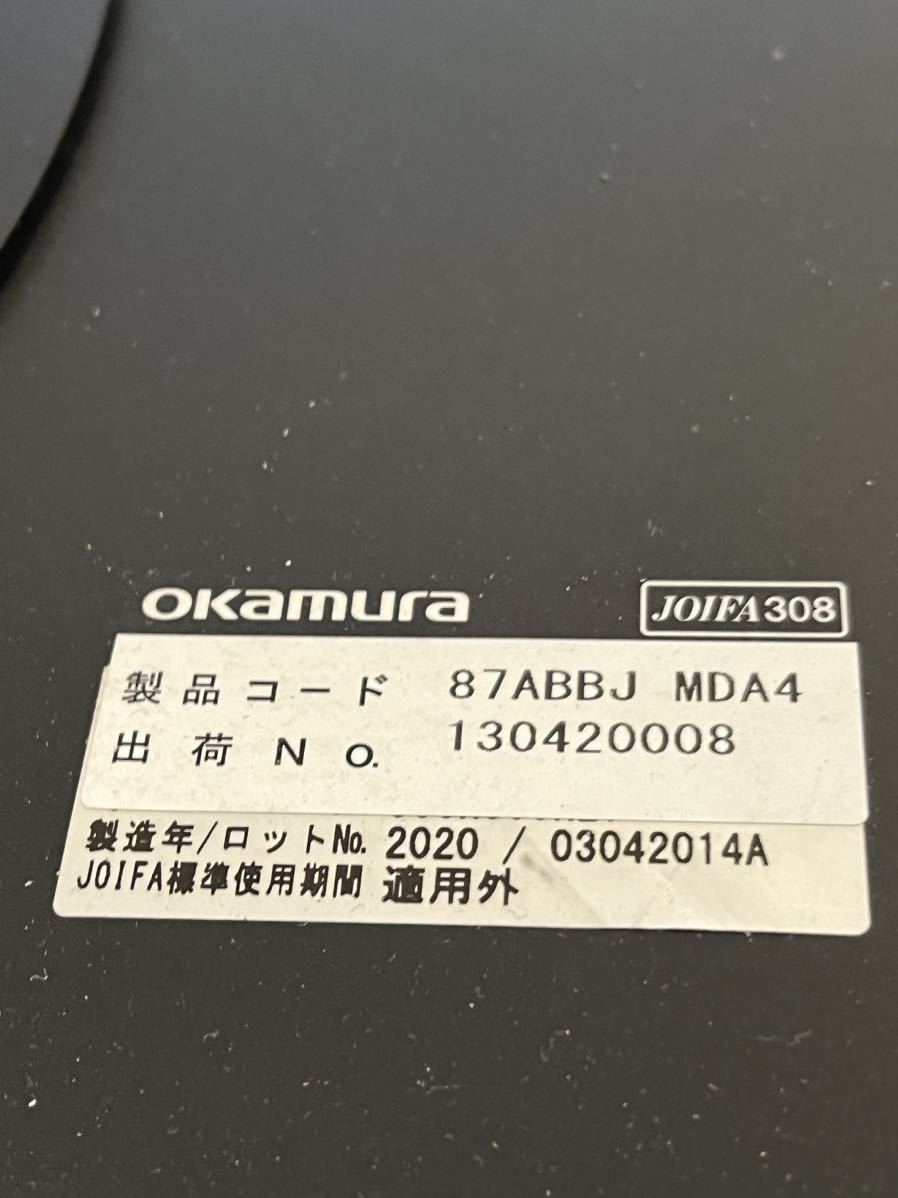 okamura
JOIFA308
製品コード 87ABBJ MDA4
出荷No. 130420008
製造年/ロットNo. 2020 / 03042014A
JOIFA標準使用期間 適用外